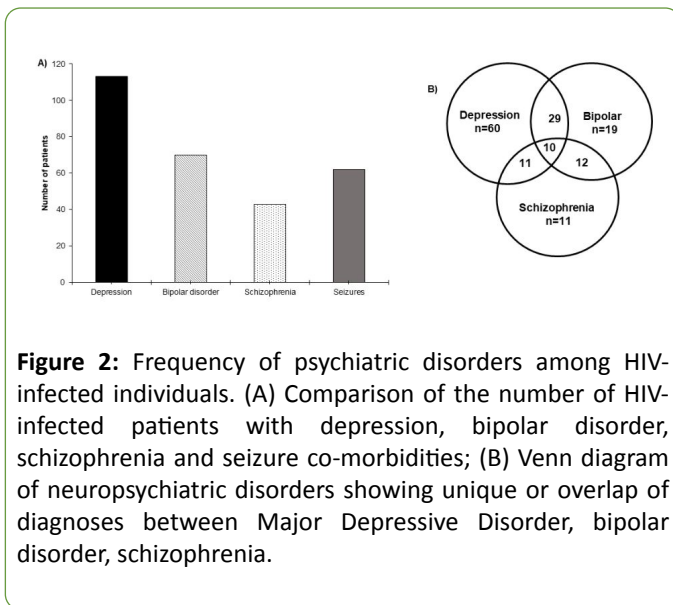 A)
120
100
80
60
40
20
0
Number of patients
Depression Bipolar disorder Schizophrenia Seizures
B)
Depression
n=60
29
Bipolar
n=19
10
11
12
Schizophrenia
n=11
Figure 2: Frequency of psychiatric disorders among HIV-
infected individuals. (A) Comparison of the number of HIV-
infected patients with depression, bipolar disorder,
schizophrenia and seizure co-morbidities; (B) Venn diagram
of neuropsychiatric disorders showing unique or overlap of
diagnoses between Major Depressive Disorder, bipolar
disorder, schizophrenia.